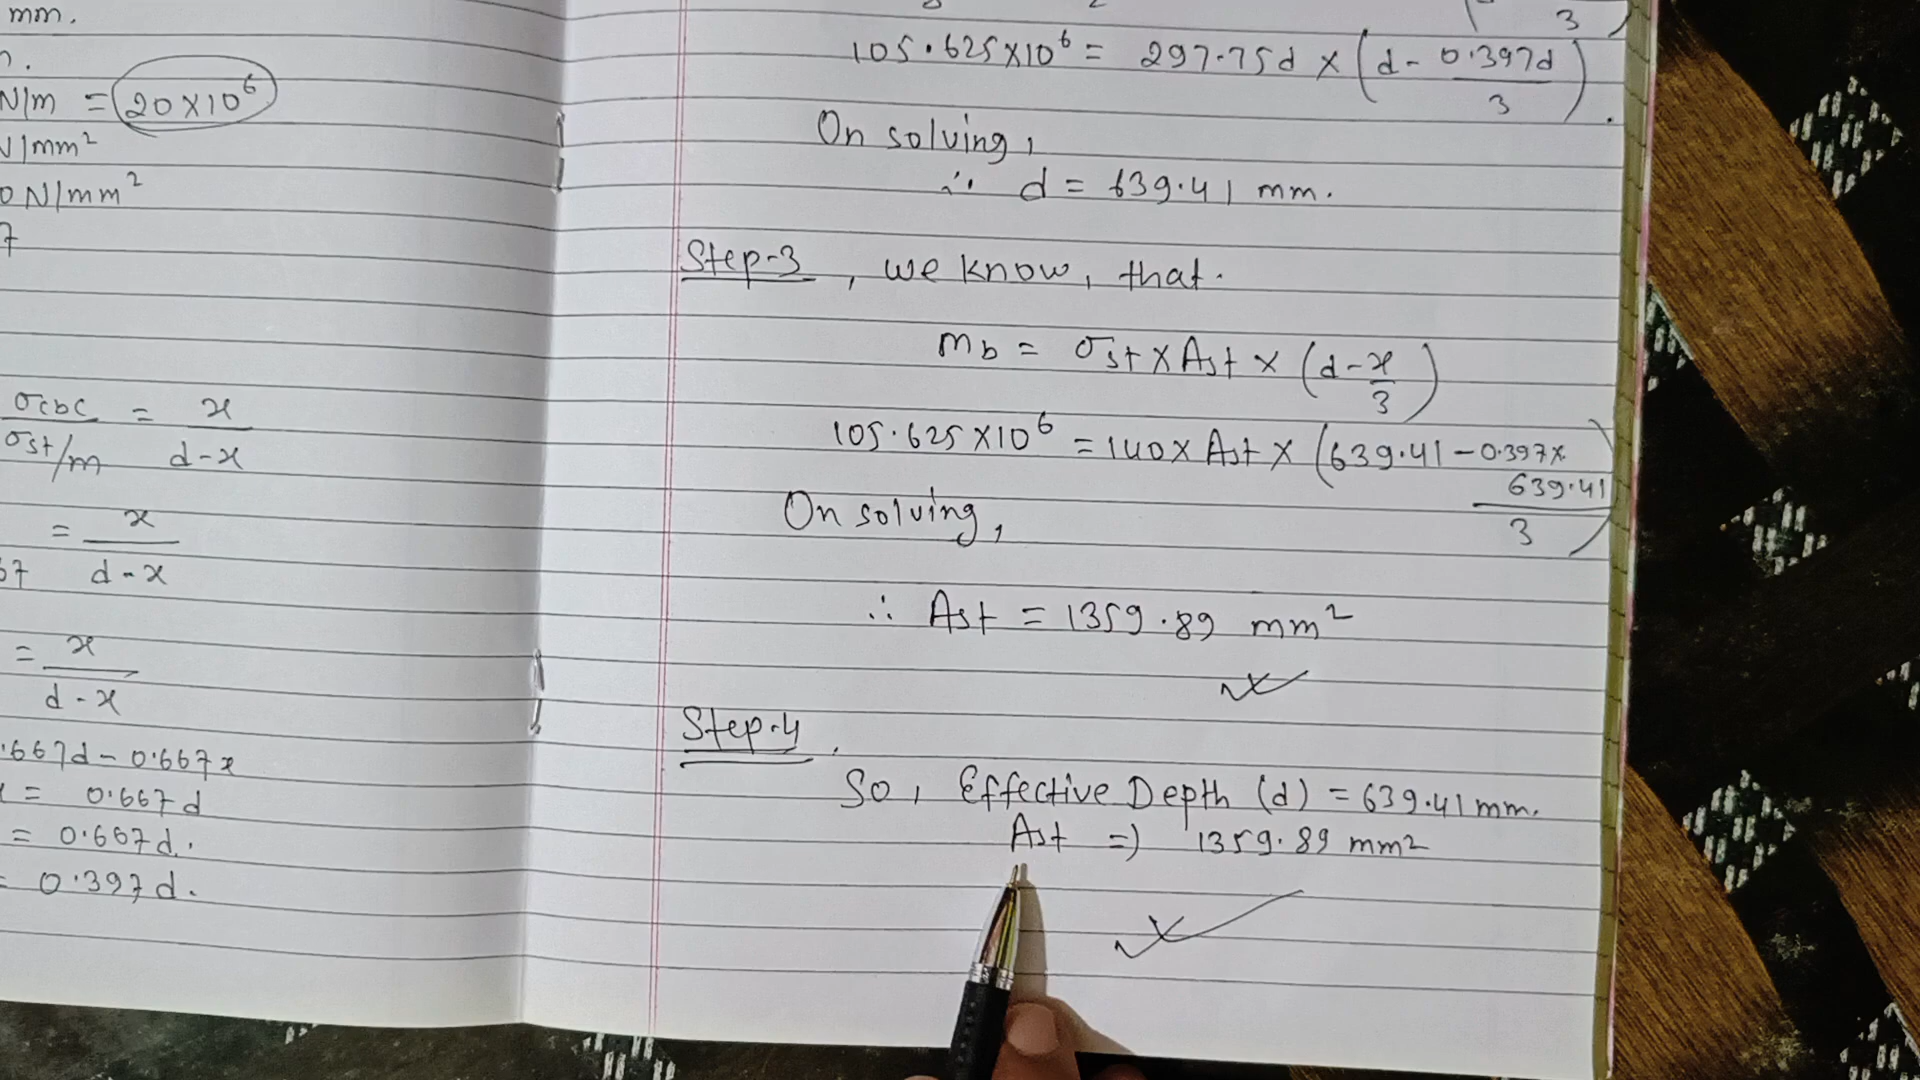 mm.
N/m = 20×10⁶
N/mm²
0 N/mm²
7
σcbc / σst/m = x / d-x
= x / d-x
67
= x / d-x
.667d - 0.667x
= 0.667d
= 0.667d.
= 0.397d.
3
105.625×10⁶ = 297.75d × (d - 0.397d / 3).
On solving,
∴ d = 639.41 mm.
Step-3, we know, that.
Mb = σst × Ast × (d - x/3)
105.625×10⁶ = 140 × Ast × (639.41 - 0.397× 639.41 / 3)
On solving,
∴ Ast = 1359.89 mm²
Step-4,
So, Effective Depth (d) = 639.41 mm.
Ast => 1359.89 mm²